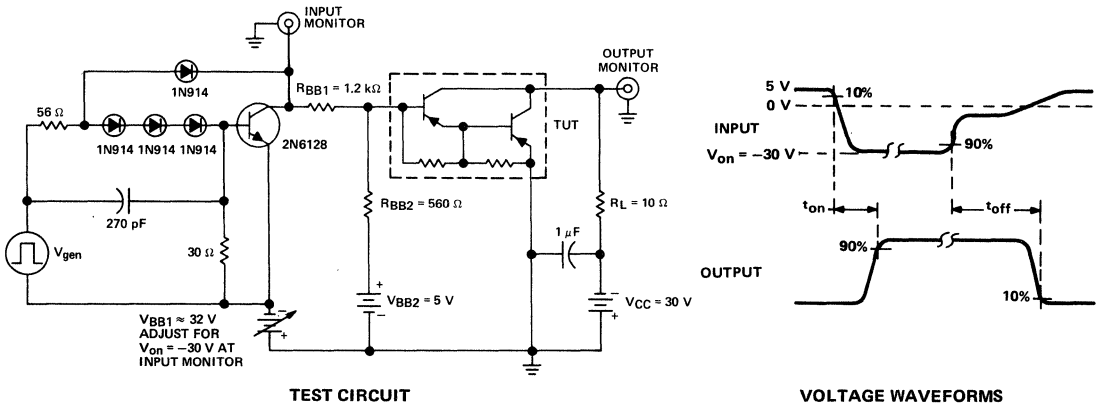 INPUT
MONITOR
OUTPUT
MONITOR
1N914
RBB1 = 1.2 kΩ
56 Ω
1N914 1N914 1N914
2N6128
TUT
270 pF
RBB2 = 560 Ω
RL = 10 Ω
Vgen
30 Ω
1 μF
+
VBB2 = 5 V
−
−
VCC = 30 V
+
−
+
VBB1 ≈ 32 V
ADJUST FOR
Von = −30 V AT
INPUT MONITOR
TEST CIRCUIT
5 V
10%
0 V
INPUT
Von = −30 V
90%
ton
toff
90%
OUTPUT
10%
VOLTAGE WAVEFORMS